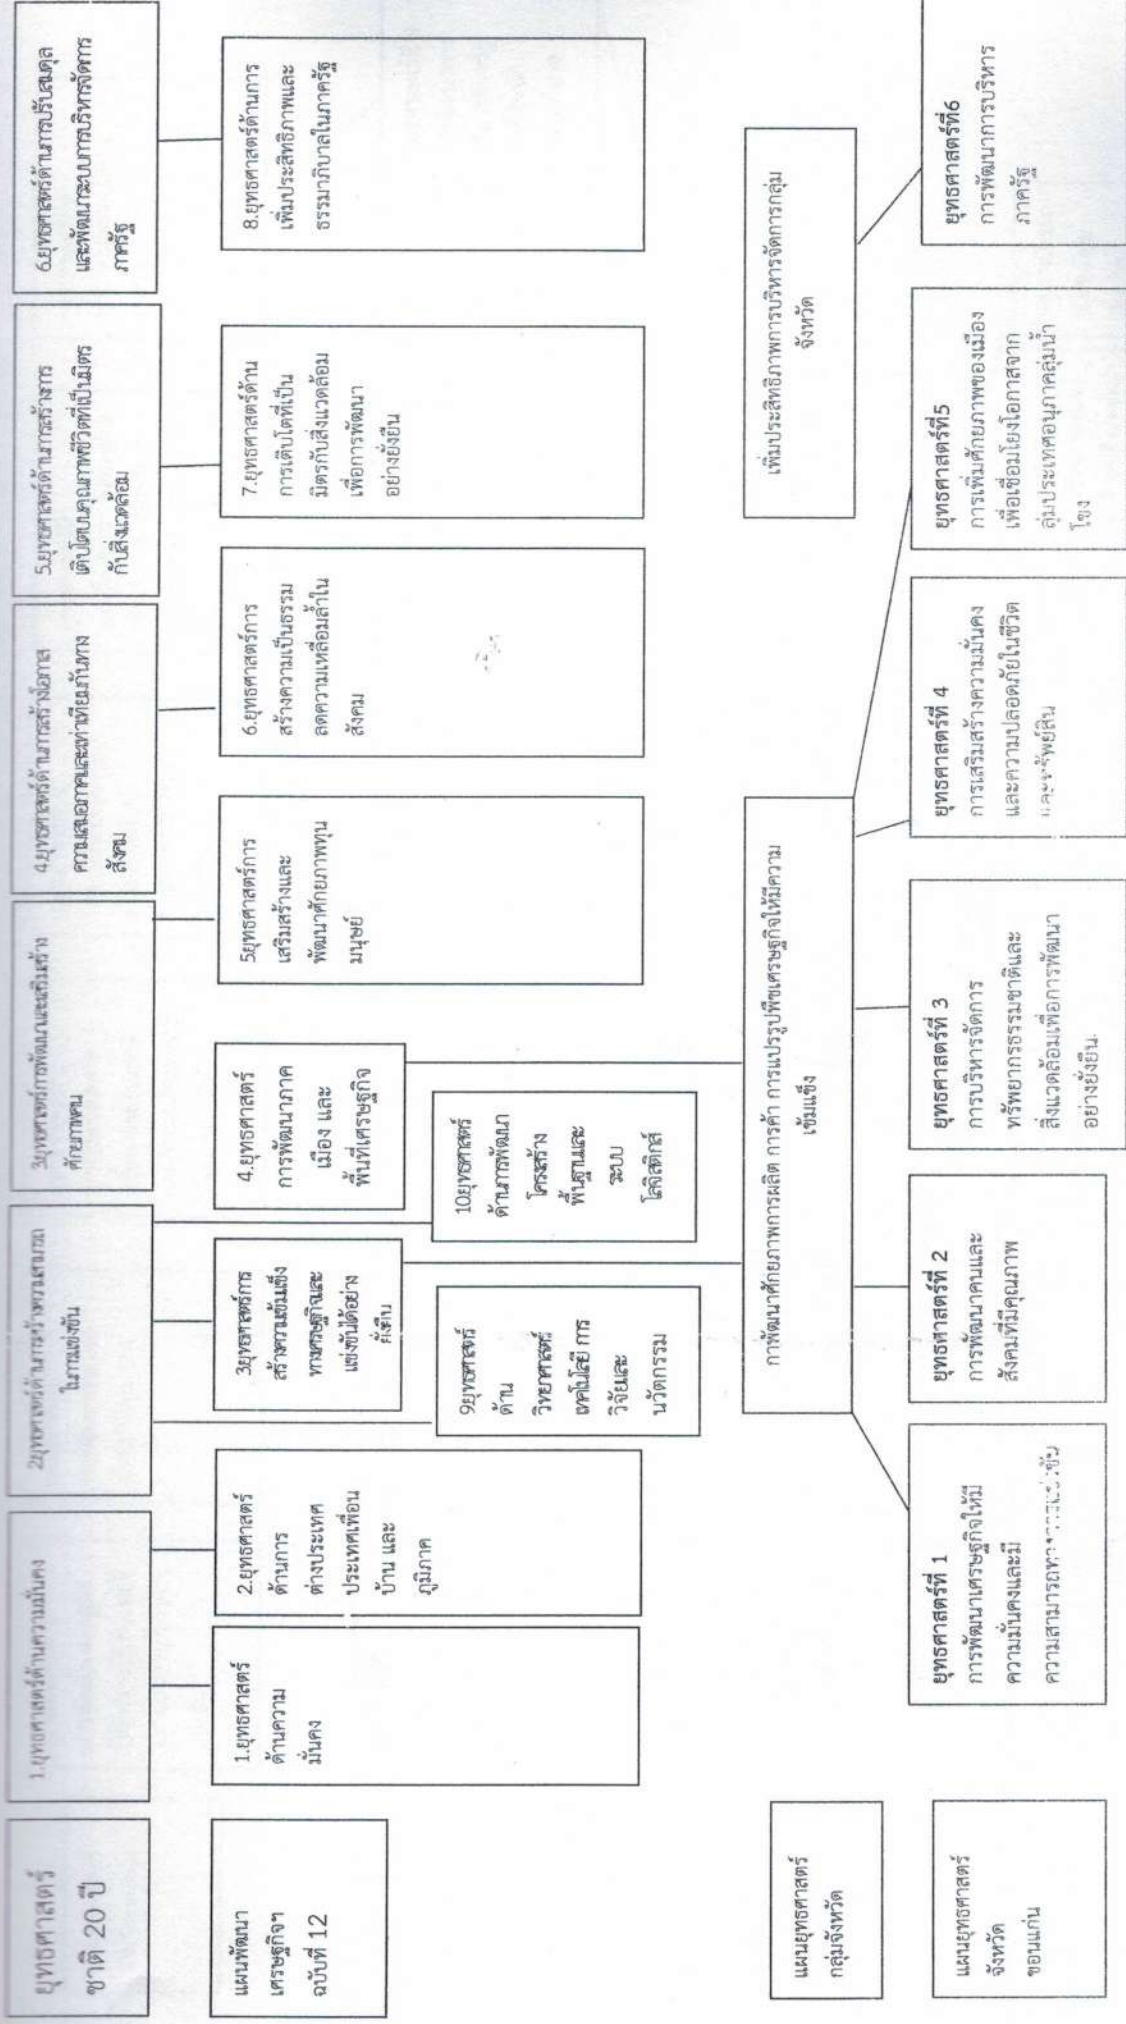 ยุทธศาสตร์
ชาติ 20 ปี
1.ยุทธศาสตร์ด้านความมั่นคง
2ยุทธศาสตร์ด้านการสร้างความสามารถ
ในการแข่งขัน
3ยุทธศาสตร์การพัฒนาและเสริมสร้าง
ศักยภาพคน
4.ยุทธศาสตร์ด้านการสร้างโอกาส
ความเสมอภาคและเท่าเทียมกันทาง
สังคม
5.ยุทธศาสตร์ด้านการสร้างการ
เติบโตบนคุณภาพชีวิตที่เป็นมิตร
กับสิ่งแวดล้อม
6.ยุทธศาสตร์ด้านการปรับสมดุล
และพัฒนาระบบการบริหารจัดการ
ภาครัฐ
แผนพัฒนา
เศรษฐกิจฯ
ฉบับที่ 12
1.ยุทธศาสตร์
ด้านความ
มั่นคง
2.ยุทธศาสตร์
ด้านการ
ต่างประเทศ
ประเทศเพื่อน
บ้าน และ
ภูมิภาค
3ยุทธศาสตร์การ
สร้างความเข้มแข็ง
ทางเศรษฐกิจและ
แข่งขันได้อย่าง
ยั่งยืน
4.ยุทธศาสตร์
การพัฒนาภาค
เมือง และ
พื้นที่เศรษฐกิจ
5ยุทธศาสตร์การ
เสริมสร้างและ
พัฒนาศักยภาพทุน
มนุษย์
6.ยุทธศาสตร์การ
สร้างความเป็นธรรม
ลดความเหลื่อมล้ำใน
สังคม
7.ยุทธศาสตร์ด้าน
การเติบโตที่เป็น
มิตรกับสิ่งแวดล้อม
เพื่อการพัฒนา
อย่างยั่งยืน
8.ยุทธศาสตร์ด้านการ
เพิ่มประสิทธิภาพและ
ธรรมาภิบาลในภาครัฐ
9ยุทธศาสตร์
ด้าน
วิทยาศาสตร์
เทคโนโลยี การ
วิจัยและ
นวัตกรรม
10ยุทธศาสตร์
ด้านการพัฒนา
โครงสร้าง
พื้นฐานและ
ระบบ
โลจิสติกส์
แผนยุทธศาสตร์
กลุ่มจังหวัด
กาพัฒนาศักยภาพการผลิต การค้า การแปรรูปพืชเศรษฐกิจให้มีความ
เข้มแข็ง
เพิ่มประสิทธิภาพการบริหารจัดการกลุ่ม
จังหวัด
แผนยุทธศาสตร์
จังหวัด
ขอนแก่น
ยุทธศาสตร์ที่ 1
การพัฒนาเศรษฐกิจให้มี
ความมั่นคงและมี
ความสามารถทางการแข่งขัน
ยุทธศาสตร์ที่ 2
การพัฒนาคนและ
สังคมที่มีคุณภาพ
ยุทธศาสตร์ที่ 3
การบริหารจัดการ
ทรัพยากรธรรมชาติและ
สิ่งแวดล้อมเพื่อการพัฒนา
อย่างยั่งยืน
ยุทธศาสตร์ที่ 4
การเสริมสร้างความมั่นคง
และความปลอดภัยในชีวิต
และทรัพย์สิน
ยุทธศาสตร์ที่5
การเพิ่มศักยภาพของเมือง
เพื่อเชื่อมโยงโอกาสจาก
ลุ่มประเทศอนุภาคลุ่มน้ำ
โขง
ยุทธศาสตร์ที่6
การพัฒนาการบริหาร
ภาครัฐ